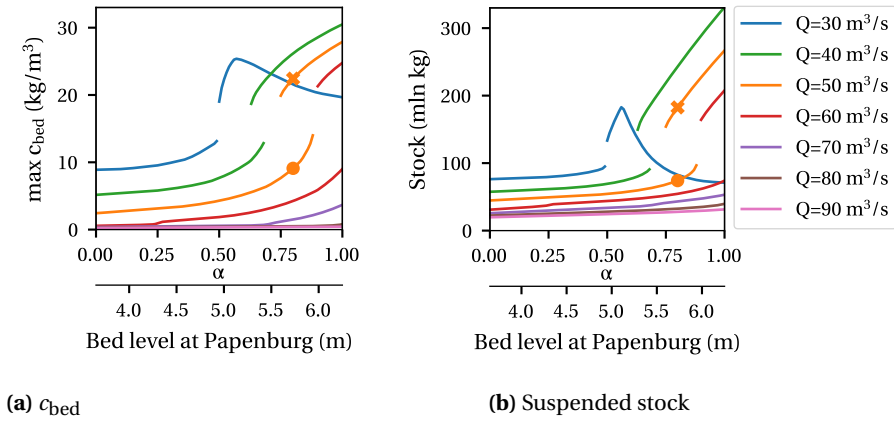 max c_bed (kg/m³)
30
20
10
0
0.00 0.25 0.50 0.75 1.00
α
4.0 4.5 5.0 5.5 6.0
Bed level at Papenburg (m)
(a) c_bed
Stock (mln kg)
300
200
100
0
0.00 0.25 0.50 0.75 1.00
α
4.0 4.5 5.0 5.5 6.0
Bed level at Papenburg (m)
(b) Suspended stock
Q=30 m³/s
Q=40 m³/s
Q=50 m³/s
Q=60 m³/s
Q=70 m³/s
Q=80 m³/s
Q=90 m³/s